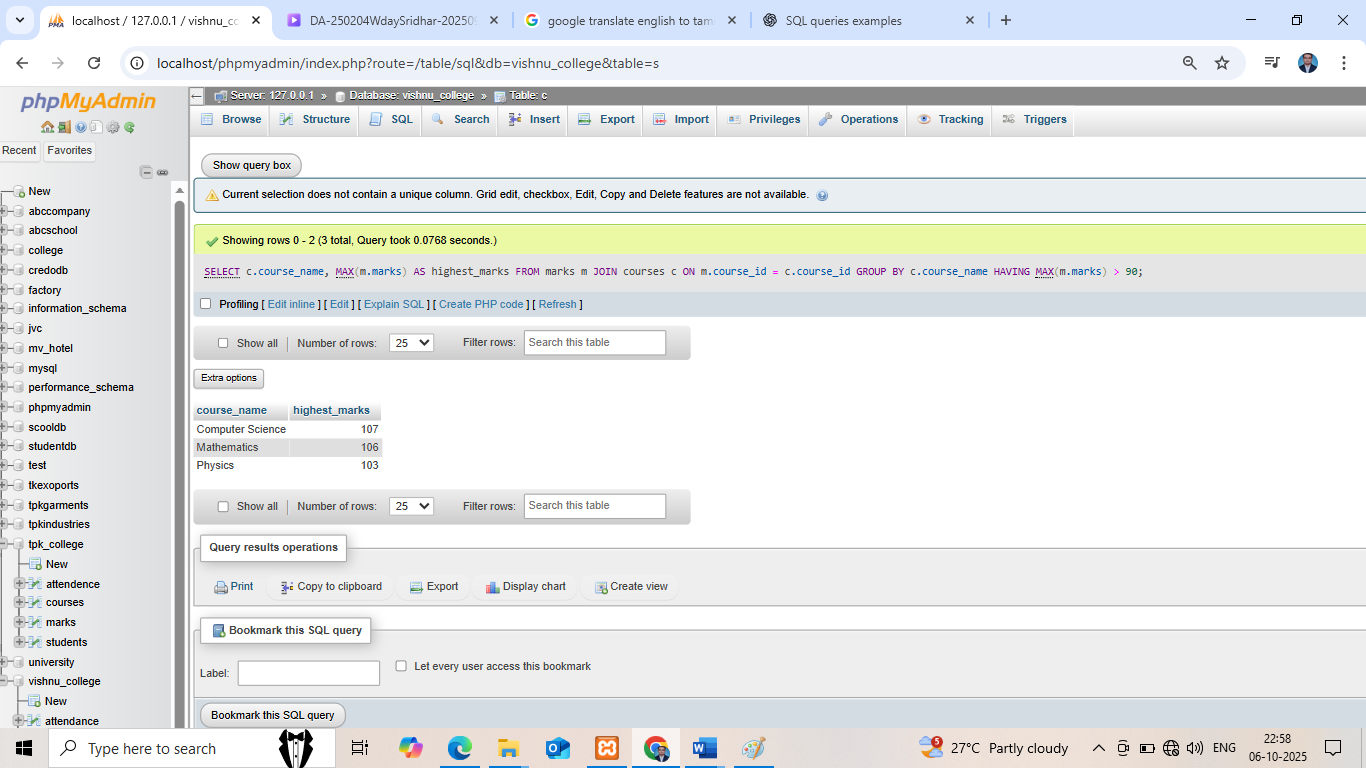 localhost / 127.0.0.1 / vishnu_co
DA-250204WdaySridhar-202509
google translate english to tami
SQL queries examples
localhost/phpmyadmin/index.php?route=/table/sql&db=vishnu_college&table=s
phpMyAdmin
Recent Favorites
New
abccompany
abcschool
college
credodb
factory
information_schema
jvc
mv_hotel
mysql
performance_schema
phpmyadmin
scooldb
studentdb
test
tkexoports
tpkgarments
tpkindustries
tpk_college
New
attendence
courses
marks
students
university
vishnu_college
New
attendance
Server: 127.0.0.1 » Database: vishnu_college » Table: c
Browse Structure SQL Search Insert Export Import Privileges Operations Tracking Triggers
Show query box
Current selection does not contain a unique column. Grid edit, checkbox, Edit, Copy and Delete features are not available.
Showing rows 0 - 2 (3 total, Query took 0.0768 seconds.)
SELECT c.course_name, MAX(m.marks) AS highest_marks FROM marks m JOIN courses c ON m.course_id = c.course_id GROUP BY c.course_name HAVING MAX(m.marks) > 90;
Profiling [ Edit inline ] [ Edit ] [ Explain SQL ] [ Create PHP code ] [ Refresh ]
Show all Number of rows: 25 Filter rows: Search this table
Extra options
course_name highest_marks
Computer Science 107
Mathematics 106
Physics 103
Show all Number of rows: 25 Filter rows: Search this table
Query results operations
Print Copy to clipboard Export Display chart Create view
Bookmark this SQL query
Label: Let every user access this bookmark
Bookmark this SQL query
Type here to search
5
27°C Partly cloudy
ENG
22:58
06-10-2025